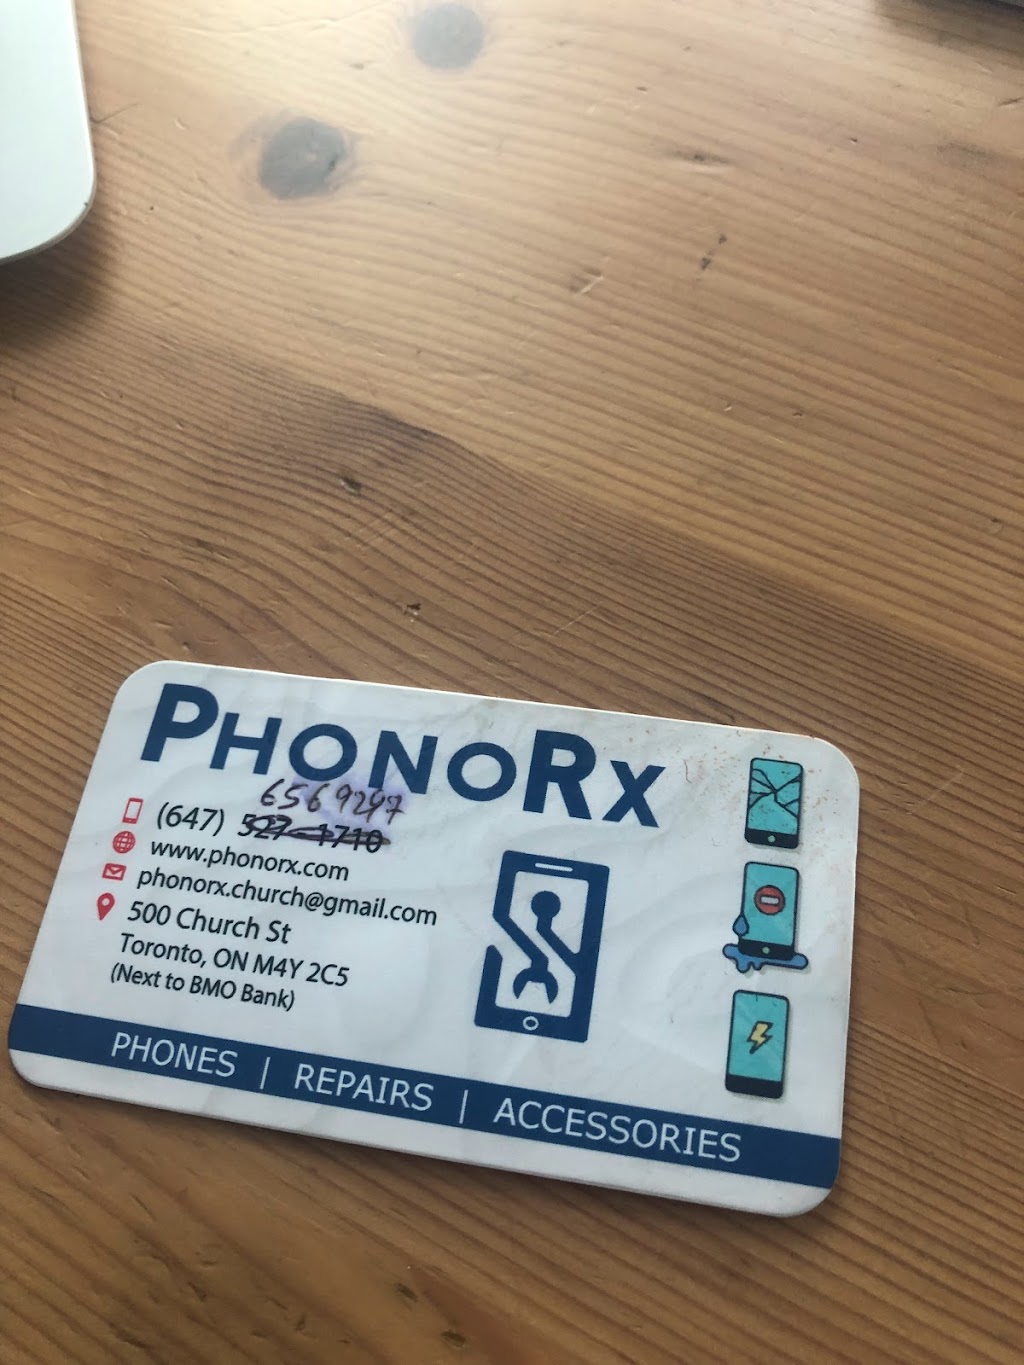 PHONORX
6569297
(647) 527-1710
www.phonorx.com
phonorx.church@gmail.com
500 Church St
Toronto, ON M4Y 2C5
(Next to BMO Bank)
PHONES | REPAIRS | ACCESSORIES